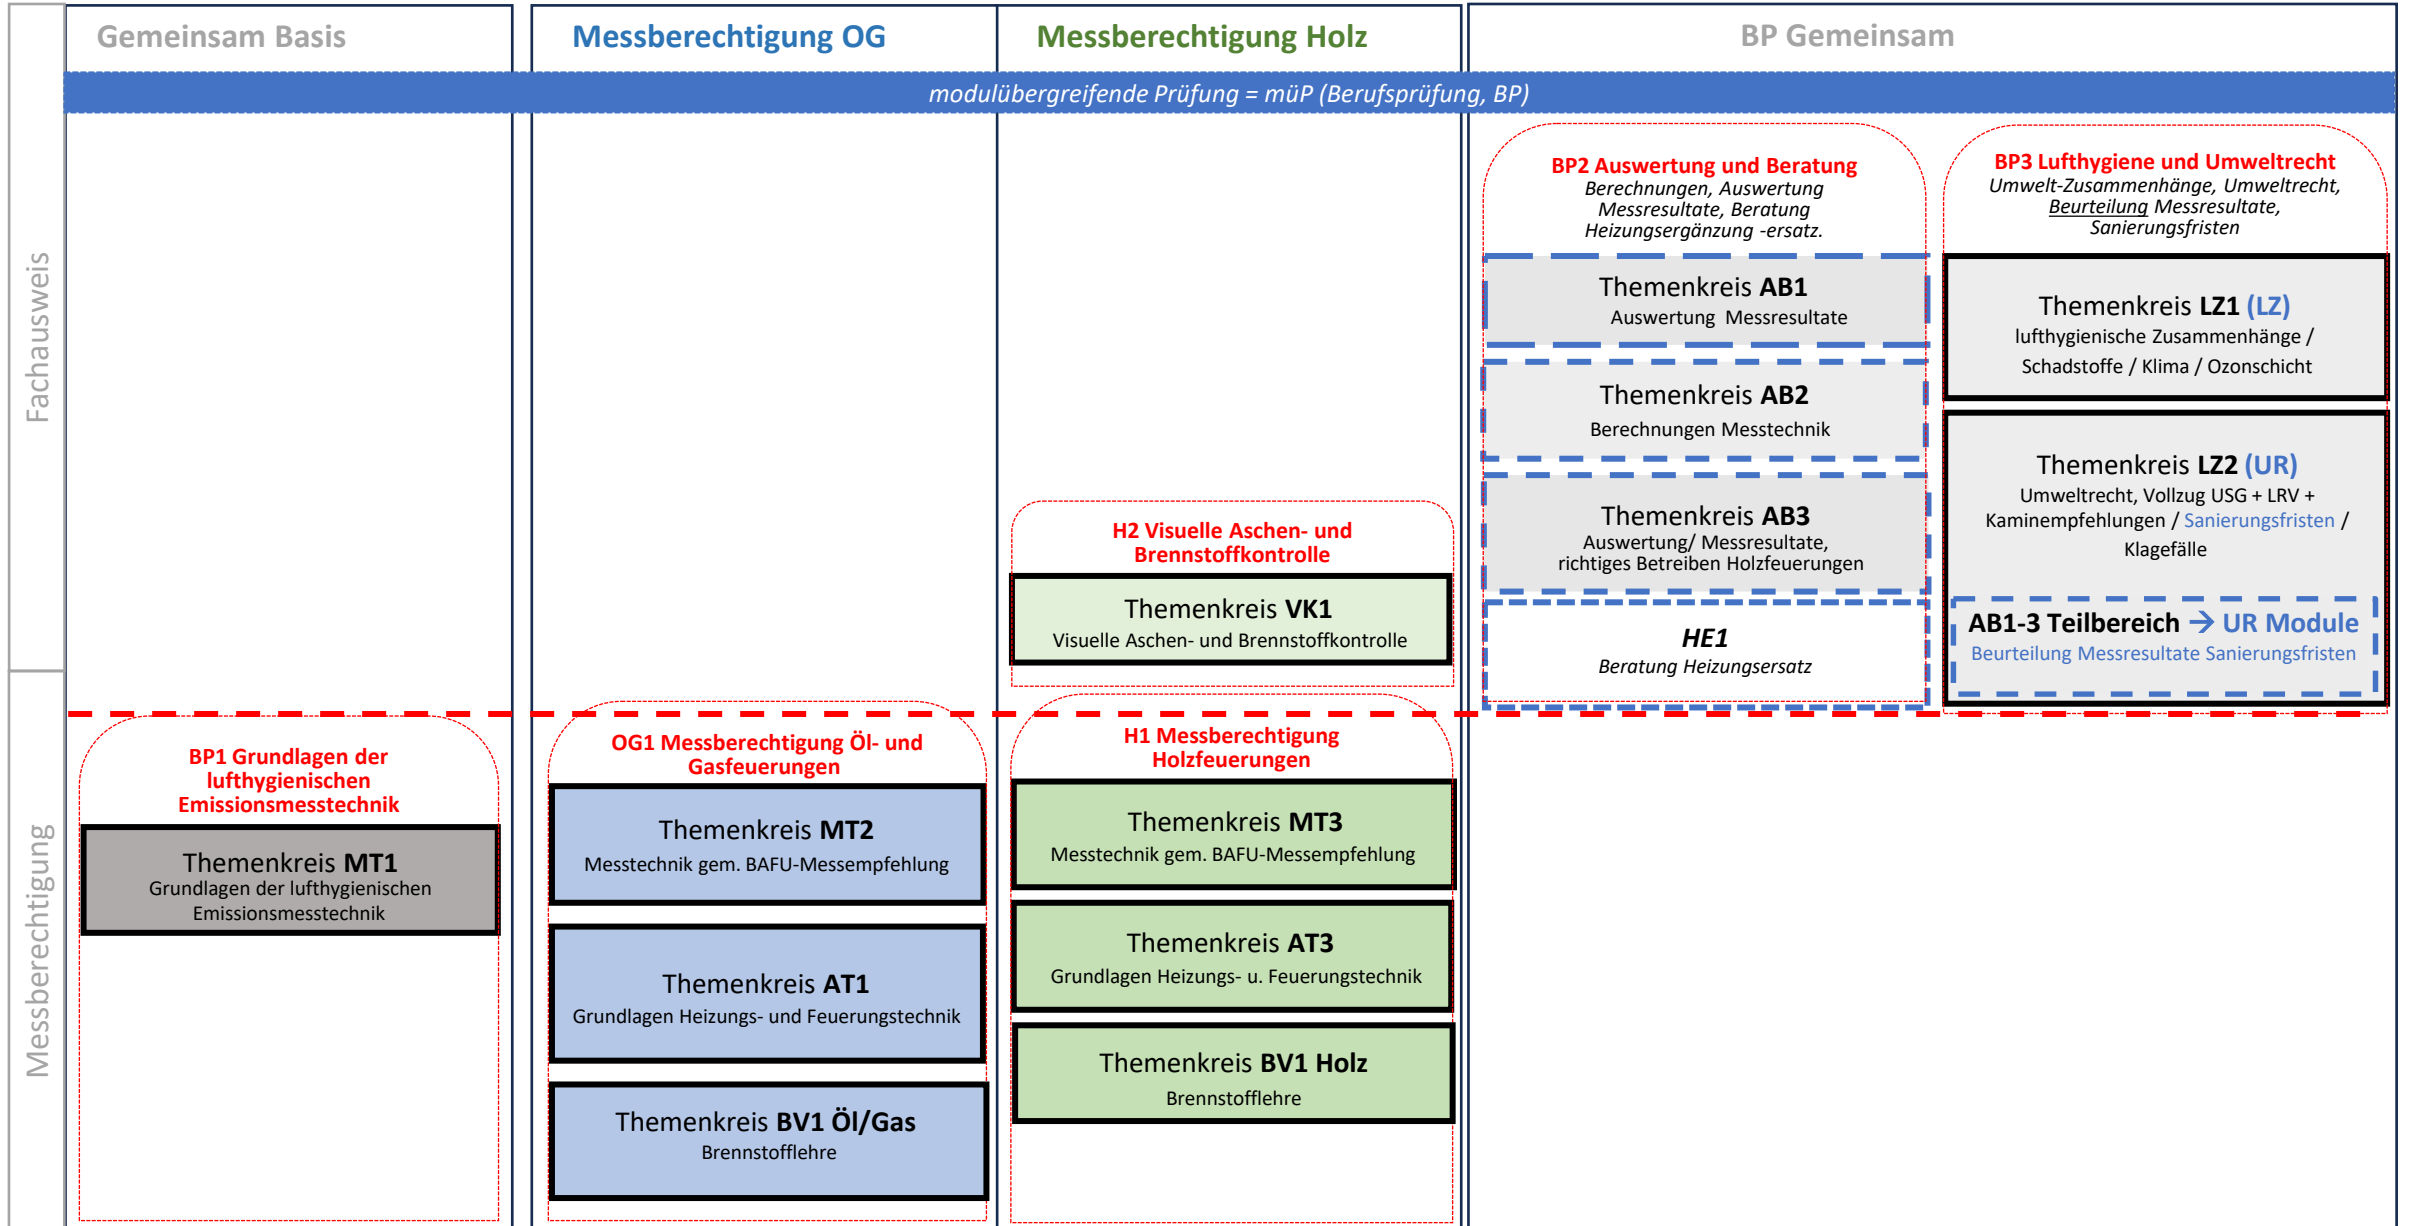 Gemeinsam Basis
Messberechtigung OG
Messberechtigung Holz
BP Gemeinsam
modulübergreifende Prüfung = müP (Berufsprüfung, BP)
Fachausweis
BP2 Auswertung und Beratung
Berechnungen, Auswertung
Messresultate, Beratung
Heizungsergänzung -ersatz.
Themenkreis AB1
Auswertung Messresultate
Themenkreis AB2
Berechnungen Messtechnik
Themenkreis AB3
Auswertung/ Messresultate,
richtiges Betreiben Holzfeuerungen
HE1
Beratung Heizungsersatz
BP3 Lufthygiene und Umweltrecht
Umwelt-Zusammenhänge, Umweltrecht,
Beurteilung Messresultate,
Sanierungsfristen
Themenkreis LZ1 (LZ)
lufthygienische Zusammenhänge /
Schadstoffe / Klima / Ozonschicht
Themenkreis LZ2 (UR)
Umweltrecht, Vollzug USG + LRV +
Kaminempfehlungen / Sanierungsfristen /
Klagefälle
AB1-3 Teilbereich → UR Module
Beurteilung Messresultate Sanierungsfristen
H2 Visuelle Aschen- und
Brennstoffkontrolle
Themenkreis VK1
Visuelle Aschen- und Brennstoffkontrolle
Messberechtigung
BP1 Grundlagen der
lufthygienischen
Emissionsmesstechnik
Themenkreis MT1
Grundlagen der lufthygienischen
Emissionsmesstechnik
OG1 Messberechtigung Öl- und
Gasfeuerungen
Themenkreis MT2
Messtechnik gem. BAFU-Messempfehlung
Themenkreis AT1
Grundlagen Heizungs- und Feuerungstechnik
Themenkreis BV1 Öl/Gas
Brennstofflehre
H1 Messberechtigung
Holzfeuerungen
Themenkreis MT3
Messtechnik gem. BAFU-Messempfehlung
Themenkreis AT3
Grundlagen Heizungs- u. Feuerungstechnik
Themenkreis BV1 Holz
Brennstofflehre